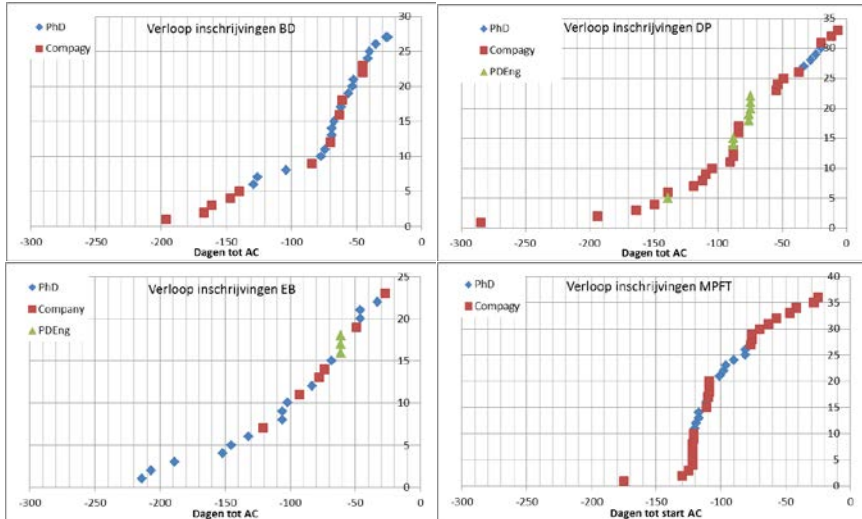 Verloop inschrijvingen BD
PhD
Compagy
30
25
20
15
10
5
0
-300 -250 -200 -150 -100 -50 0
Dagen tot AC
Verloop inschrijvingen DP
PhD
Compagy
PDEng
35
30
25
20
15
10
5
0
-300 -250 -200 -150 -100 -50 0
Dagen tot AC
Verloop inschrijvingen EB
PhD
Company
PDEng
25
20
15
10
5
0
-300 -250 -200 -150 -100 -50 0
Dagen tot AC
Verloop inschrijvingen MPFT
PhD
Compagy
40
35
30
25
20
15
10
5
0
-300 -250 -200 -150 -100 -50 0
Dagen tot start AC